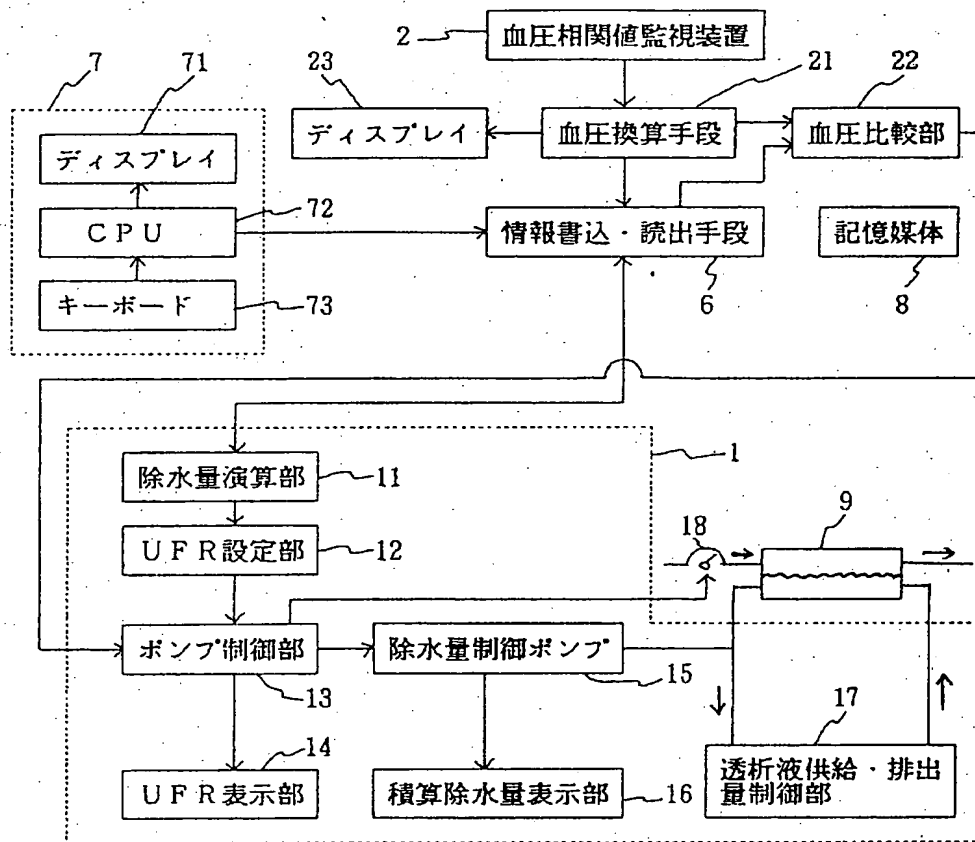 2
血圧相関値監視装置
7
71
23
21
22
ディスプレイ
ディスプレイ
血圧換算手段
血圧比較部
CPU
72
情報書込・読出手段
記憶媒体
キーボード
73
6
8
1
除水量演算部
11
18
9
UFR設定部
12
ポンプ制御部
除水量制御ポンプ
13
15
17
14
UFR表示部
積算除水量表示部
16
透析液供給・排出
量制御部